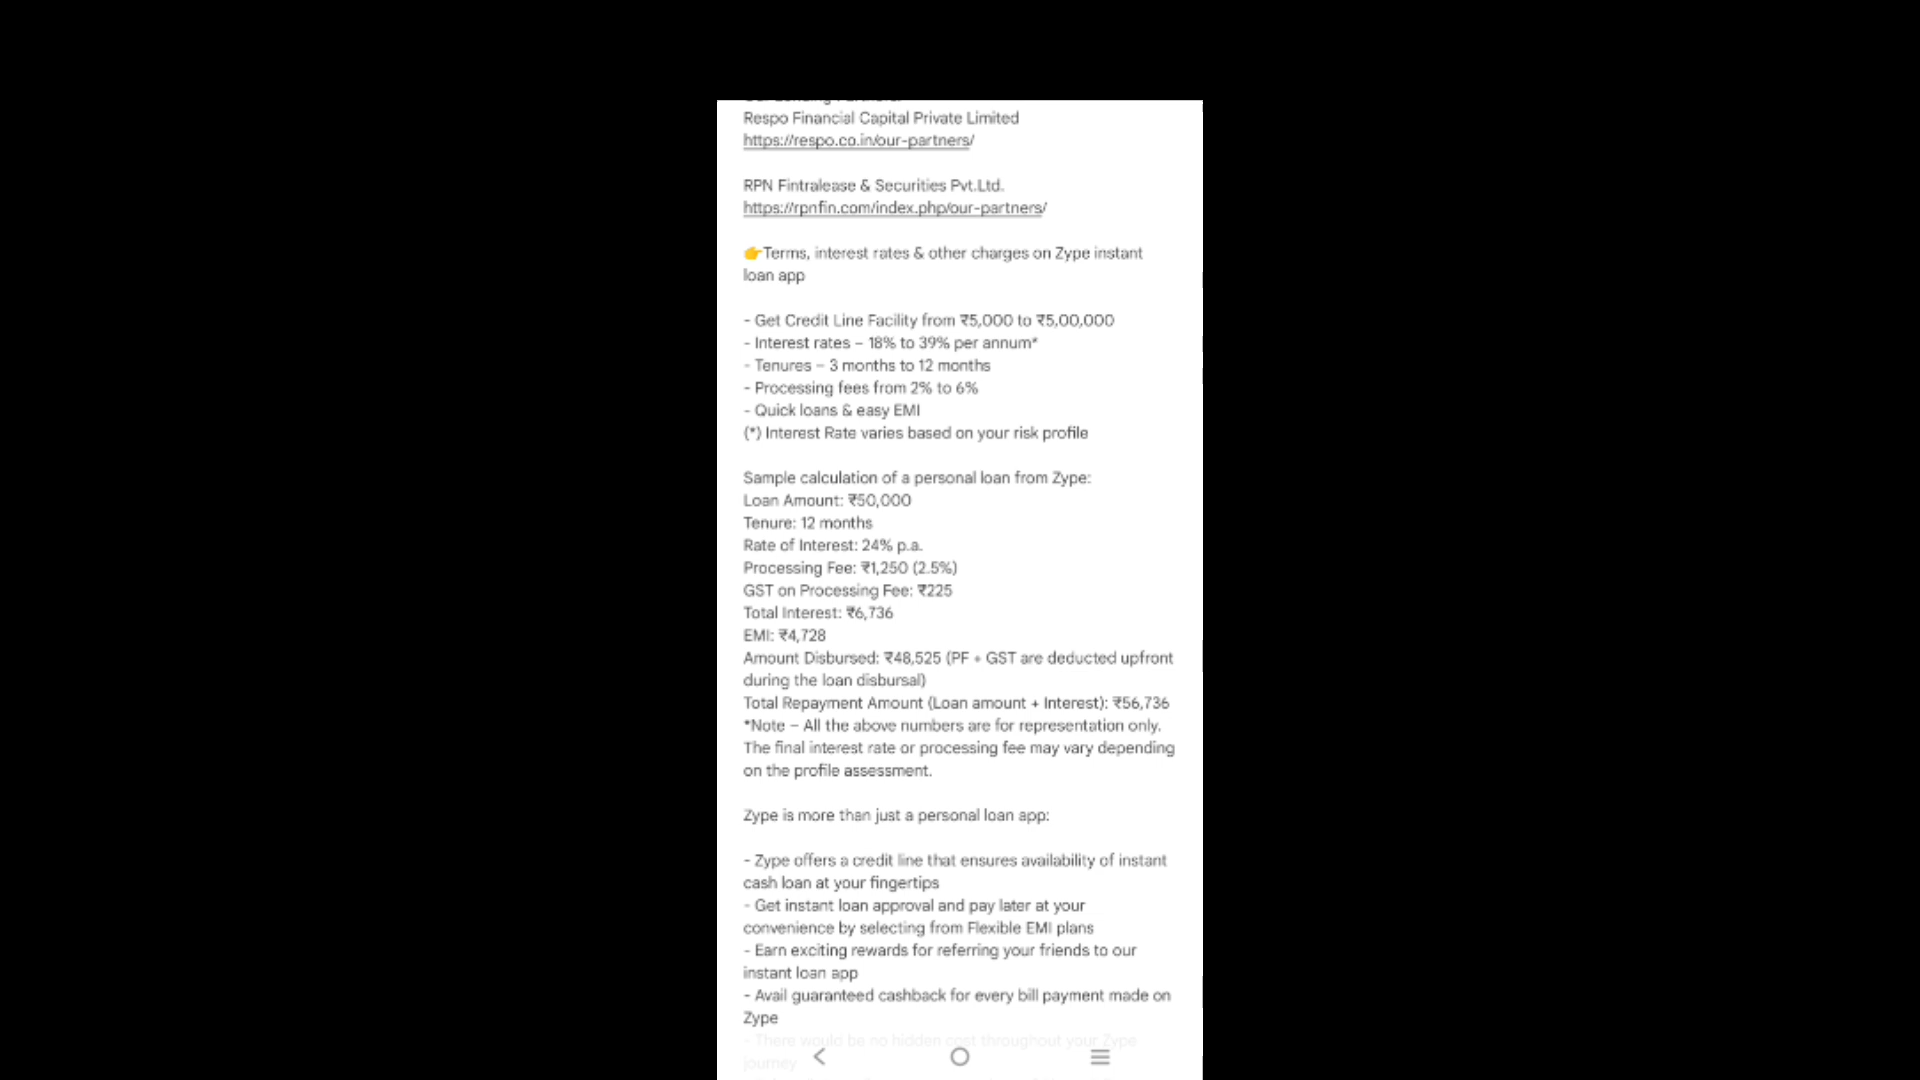 Respo Financial Capital Private Limited
https://respo.co.in/our-partners/
RPN Fintralease & Securities Pvt.Ltd.
https://rpnfin.com/index.php/our-partners/
👉Terms, interest rates & other charges on Zype instant
loan app
- Get Credit Line Facility from ₹5,000 to ₹5,00,000
- Interest rates – 18% to 39% per annum*
- Tenures – 3 months to 12 months
- Processing fees from 2% to 6%
- Quick loans & easy EMI
(*) Interest Rate varies based on your risk profile
Sample calculation of a personal loan from Zype:
Loan Amount: ₹50,000
Tenure: 12 months
Rate of Interest: 24% p.a.
Processing Fee: ₹1,250 (2.5%)
GST on Processing Fee: ₹225
Total Interest: ₹6,736
EMI: ₹4,728
Amount Disbursed: ₹48,525 (PF + GST are deducted upfront
during the loan disbursal)
Total Repayment Amount (Loan amount + Interest): ₹56,736
*Note – All the above numbers are for representation only.
The final interest rate or processing fee may vary depending
on the profile assessment.
Zype is more than just a personal loan app:
- Zype offers a credit line that ensures availability of instant
cash loan at your fingertips
- Get instant loan approval and pay later at your
convenience by selecting from Flexible EMI plans
- Earn exciting rewards for referring your friends to our
instant loan app
- Avail guaranteed cashback for every bill payment made on
Zype
- There would be no hidden cost throughout your Zype
journey